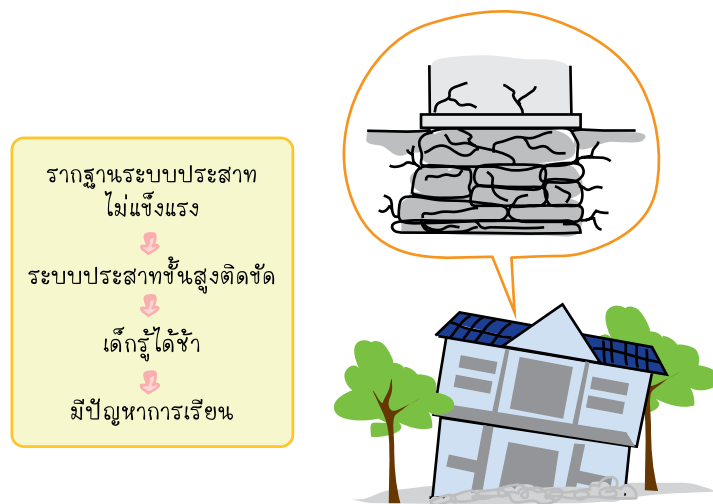 รากฐานระบบประสาท
ไม่แข็งแรง
ระบบประสาทขั้นสูงติดขัด
เด็กรู้ได้ช้า
มีปัญหาการเรียน